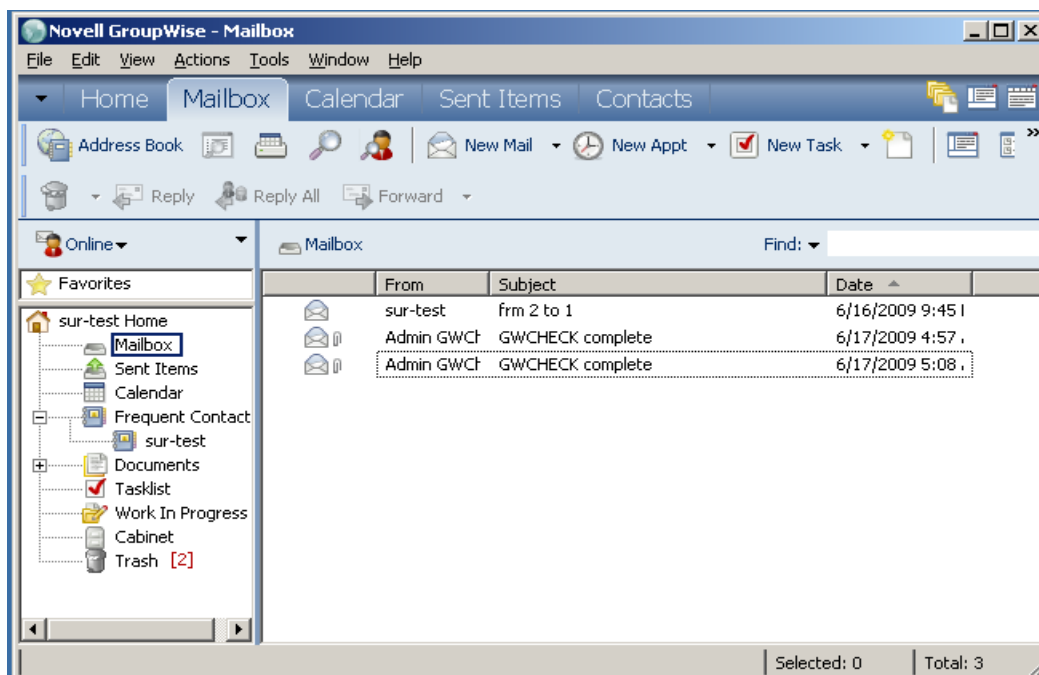 Novell GroupWise - Mailbox
File Edit View Actions Tools Window Help
Home Mailbox Calendar Sent Items Contacts
Address Book New Mail New Appt New Task »
Reply Reply All Forward
Online Mailbox Find:
Favorites
From Subject Date
sur-test frm 2 to 1 6/16/2009 9:45
Admin GWCh GWCHECK complete 6/17/2009 4:57
Admin GWCh GWCHECK complete 6/17/2009 5:08
sur-test Home
Mailbox
Sent Items
Calendar
Frequent Contact
sur-test
Documents
Tasklist
Work In Progress
Cabinet
Trash [2]
Selected: 0 Total: 3